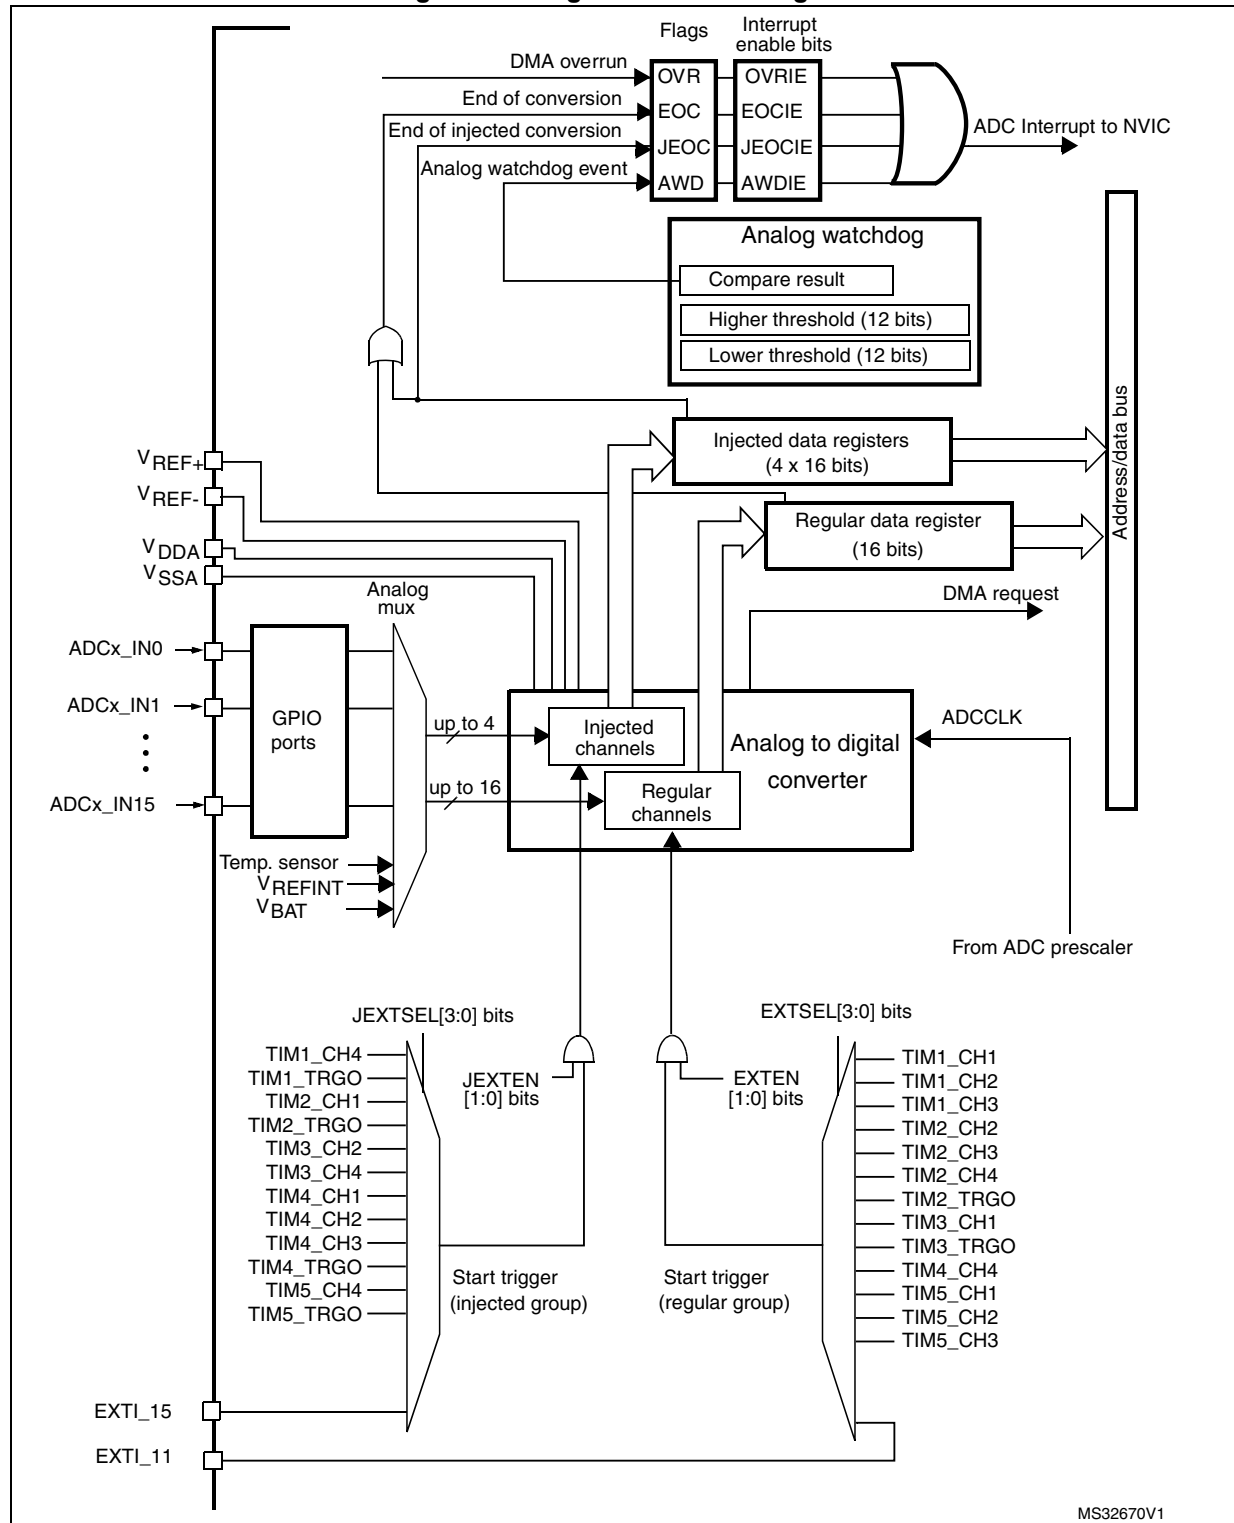 Flags
Interrupt
enable bits
DMA overrun
OVR
OVRIE
End of conversion
EOC
EOCIE
End of injected conversion
JEOC
JEOCIE
ADC Interrupt to NVIC
Analog watchdog event
AWD
AWDIE
Analog watchdog
Compare result
Higher threshold (12 bits)
Lower threshold (12 bits)
Address/data bus
Injected data registers
(4 x 16 bits)
VREF+
VREF-
Regular data register
(16 bits)
VDDA
VSSA
DMA request
Analog
mux
ADCx_IN0
ADCx_IN1
ADCx_IN15
GPIO
ports
up to 4
up to 16
Injected
channels
Regular
channels
Analog to digital
converter
ADCCLK
Temp. sensor
VREFINT
VBAT
From ADC prescaler
JEXTSEL[3:0] bits
EXTSEL[3:0] bits
TIM1_CH4
TIM1_TRGO
TIM2_CH1
TIM2_TRGO
TIM3_CH2
TIM3_CH4
TIM4_CH1
TIM4_CH2
TIM4_CH3
TIM4_TRGO
TIM5_CH4
TIM5_TRGO
JEXTEN
[1:0] bits
EXTEN
[1:0] bits
TIM1_CH1
TIM1_CH2
TIM1_CH3
TIM2_CH2
TIM2_CH3
TIM2_CH4
TIM2_TRGO
TIM3_CH1
TIM3_TRGO
TIM4_CH4
TIM5_CH1
TIM5_CH2
TIM5_CH3
Start trigger
(injected group)
Start trigger
(regular group)
EXTI_15
EXTI_11
MS32670V1